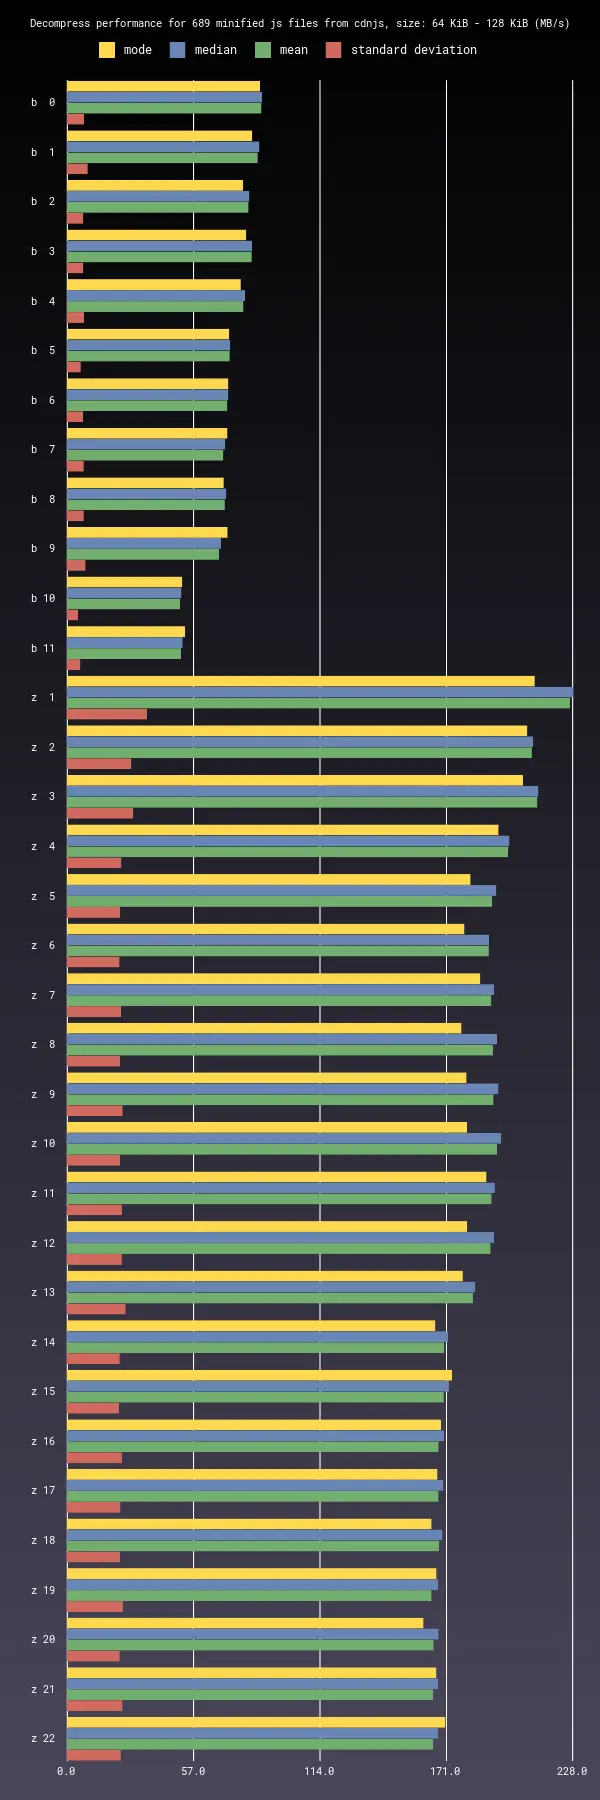 Decompress performance for 689 minified js files from cdnjs, size: 64 KiB - 128 KiB (MB/s)
mode median mean standard deviation
b 0
b 1
b 2
b 3
b 4
b 5
b 6
b 7
b 8
b 9
b 10
b 11
z 1
z 2
z 3
z 4
z 5
z 6
z 7
z 8
z 9
z 10
z 11
z 12
z 13
z 14
z 15
z 16
z 17
z 18
z 19
z 20
z 21
z 22
0.0 57.0 114.0 171.0 228.0